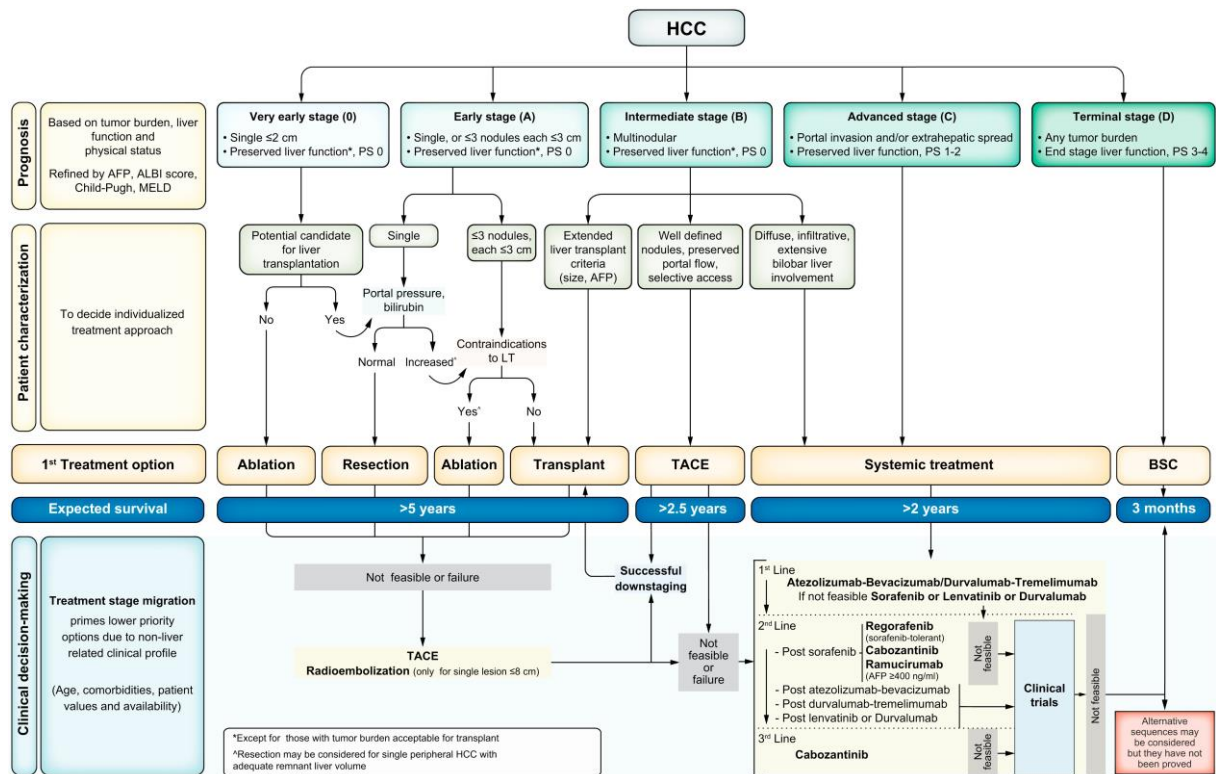 HCC
Prognosis
Based on tumor burden, liver
function and
physical status
Refined by AFP, ALBI score,
Child-Pugh, MELD
Very early stage (0)
• Single ≤2 cm
• Preserved liver function*, PS 0
Early stage (A)
• Single, or ≤3 nodules each ≤3 cm
• Preserved liver function*, PS 0
Intermediate stage (B)
• Multinodular
• Preserved liver function*, PS 0
Advanced stage (C)
• Portal invasion and/or extrahepatic spread
• Preserved liver function, PS 1-2
Terminal stage (D)
• Any tumor burden
• End stage liver function, PS 3-4
Patient characterization
To decide individualized
treatment approach
Potential candidate
for liver
transplantation
Single
≤3 nodules,
each ≤3 cm
Extended
liver transplant
criteria
(size, AFP)
Well defined
nodules, preserved
portal flow,
selective access
Diffuse, infiltrative,
extensive
bilobar liver
involvement
Portal pressure,
bilirubin
No
Yes
Contraindications
to LT
Normal
Increased^
Yes^
No
1st Treatment option
Ablation
Resection
Ablation
Transplant
TACE
Systemic treatment
BSC
Expected survival
>5 years
>2.5 years
>2 years
3 months
Clinical decision-making
Treatment stage migration
primes lower priority
options due to non-liver
related clinical profile
(Age, comorbidities, patient
values and availability)
Not feasible or failure
Successful
downstaging
TACE
Radioembolization (only for single lesion ≤8 cm)
Not
feasible
or
failure
1st Line
Atezolizumab-Bevacizumab/Durvalumab-Tremelimumab
If not feasible Sorafenib or Lenvatinib or Durvalumab
2nd Line
- Post sorafenib
Regorafenib
(sorafenib-tolerant)
Cabozantinib
Ramucirumab
(AFP ≥400 ng/ml)
Not
feasible
- Post atezolizumab-bevacizumab
- Post durvalumab-tremelimumab
- Post lenvatinib or Durvalumab
3rd Line
Cabozantinib
Not
feasible
Clinical
trials
Not feasible
Alternative
sequences may
be considered
but they have not
been proved
*Except for those with tumor burden acceptable for transplant
^Resection may be considered for single peripheral HCC with
adequate remnant liver volume